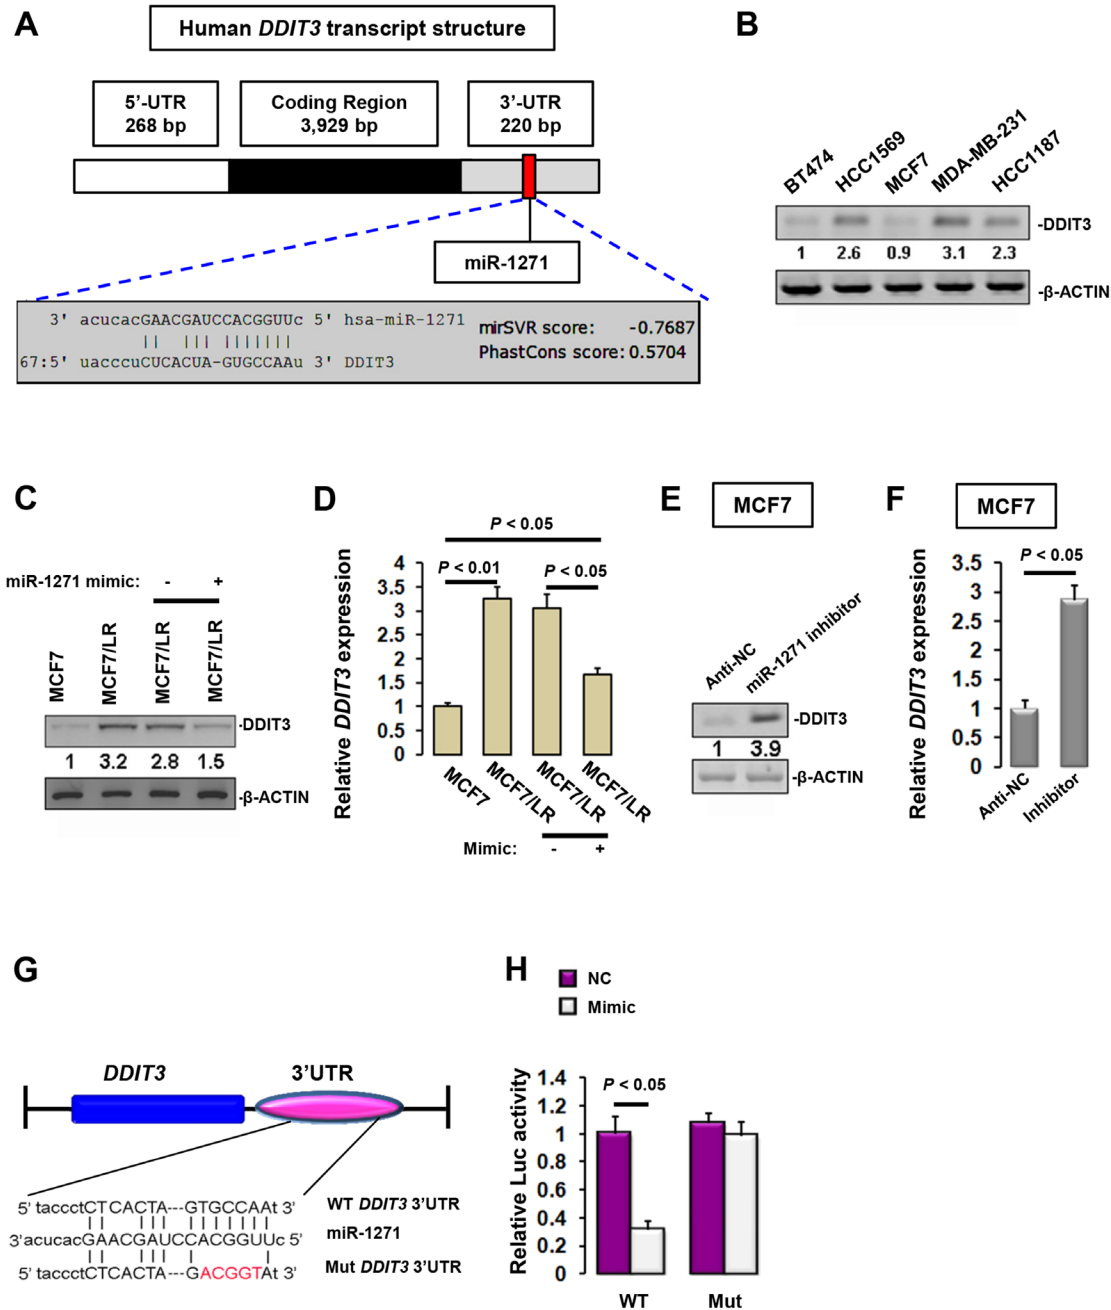 A
Human DDIT3 transcript structure
5'-UTR
268 bp
Coding Region
3,929 bp
3'-UTR
220 bp
miR-1271
3' acucacGAACGAUCCACGGUUc 5' hsa-miR-1271
67:5' uacccuCUCACUA-GUGCCAAu 3' DDIT3
mirSVR score: -0.7687
PhastCons score: 0.5704
B
BT474
HCC1569
MCF7
MDA-MB-231
HCC1187
-DDIT3
1 2.6 0.9 3.1 2.3
-β-ACTIN
C
miR-1271 mimic: - +
MCF7
MCF7/LR
MCF7/LR
MCF7/LR
-DDIT3
1 3.2 2.8 1.5
-β-ACTIN
D
P < 0.05
P < 0.01
P < 0.05
Relative DDIT3 expression
4
3.5
3
2.5
2
1.5
1
0.5
0
MCF7
MCF7/LR
MCF7/LR
MCF7/LR
Mimic: - +
E
MCF7
Anti-NC
miR-1271 inhibitor
-DDIT3
1 3.9
-β-ACTIN
F
MCF7
P < 0.05
Relative DDIT3 expression
3.5
3
2.5
2
1.5
1
0.5
0
Anti-NC
Inhibitor
G
DDIT3
3'UTR
5' taccctCTCACTA---GTGCCAAt 3' WT DDIT3 3'UTR
3'acucacGAACGAUCCACGGUUc 5' miR-1271
5' taccctCTCACTA---GACGGTAt 3' Mut DDIT3 3'UTR
H
NC
Mimic
P < 0.05
Relative Luc activity
1.4
1.2
1
0.8
0.6
0.4
0.2
0
WT
Mut